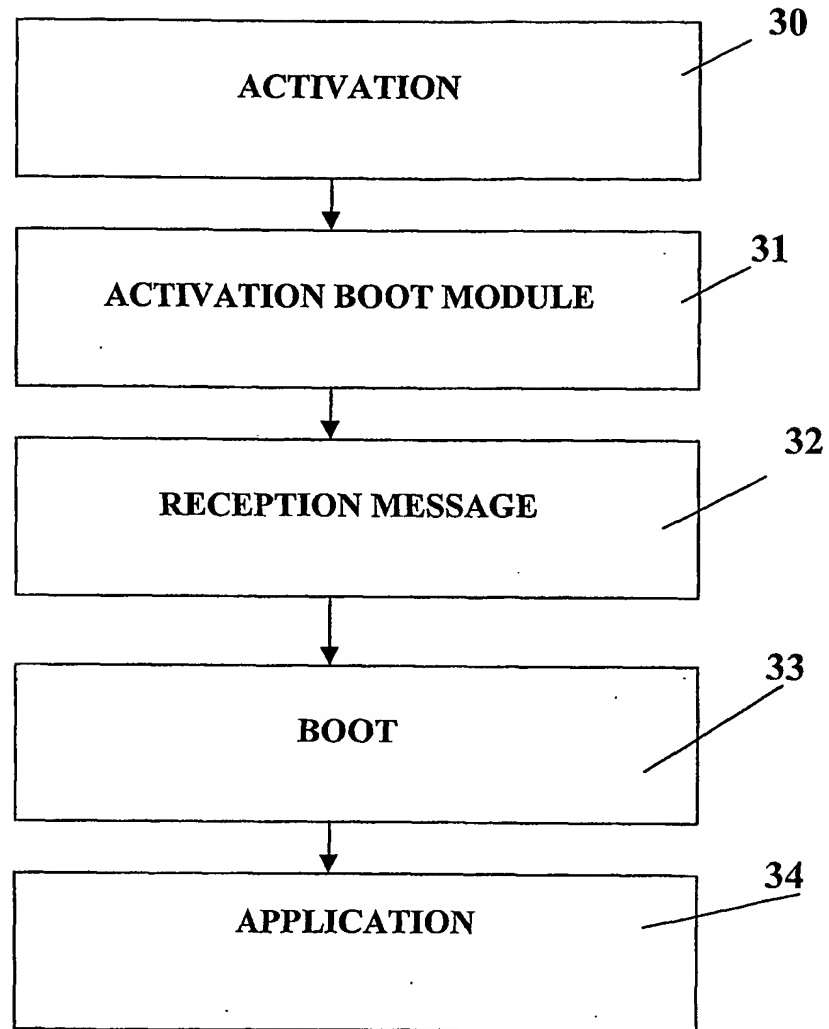 30
ACTIVATION
31
ACTIVATION BOOT MODULE
32
RECEPTION MESSAGE
33
BOOT
34
APPLICATION